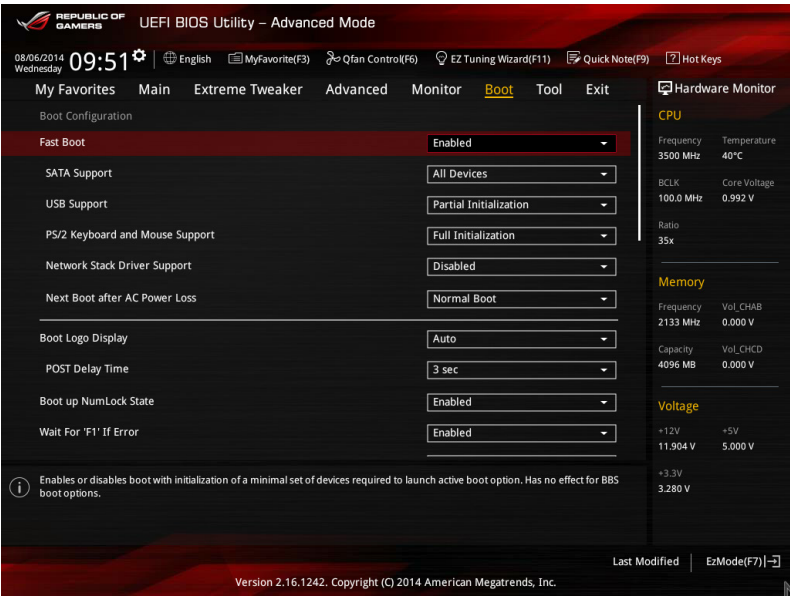 REPUBLIC OF
GAMERS
UEFI BIOS Utility – Advanced Mode
08/06/2014
Wednesday
09:51
English
MyFavorite(F3)
Qfan Control(F6)
EZ Tuning Wizard(F11)
Quick Note(F9)
? Hot Keys
My Favorites Main Extreme Tweaker Advanced Monitor Boot Tool Exit
Hardware Monitor
Boot Configuration
Fast Boot Enabled
SATA Support All Devices
USB Support Partial Initialization
PS/2 Keyboard and Mouse Support Full Initialization
Network Stack Driver Support Disabled
Next Boot after AC Power Loss Normal Boot
Boot Logo Display Auto
POST Delay Time 3 sec
Boot up NumLock State Enabled
Wait For 'F1' If Error Enabled
Enables or disables boot with initialization of a minimal set of devices required to launch active boot option. Has no effect for BBS
boot options.
CPU
Frequency Temperature
3500 MHz 40°C
BCLK Core Voltage
100.0 MHz 0.992 V
Ratio
35x
Memory
Frequency Vol_CHAB
2133 MHz 0.000 V
Capacity Vol_CHCD
4096 MB 0.000 V
Voltage
+12V +5V
11.904 V 5.000 V
+3.3V
3.280 V
Last Modified
EzMode(F7)
Version 2.16.1242. Copyright (C) 2014 American Megatrends, Inc.